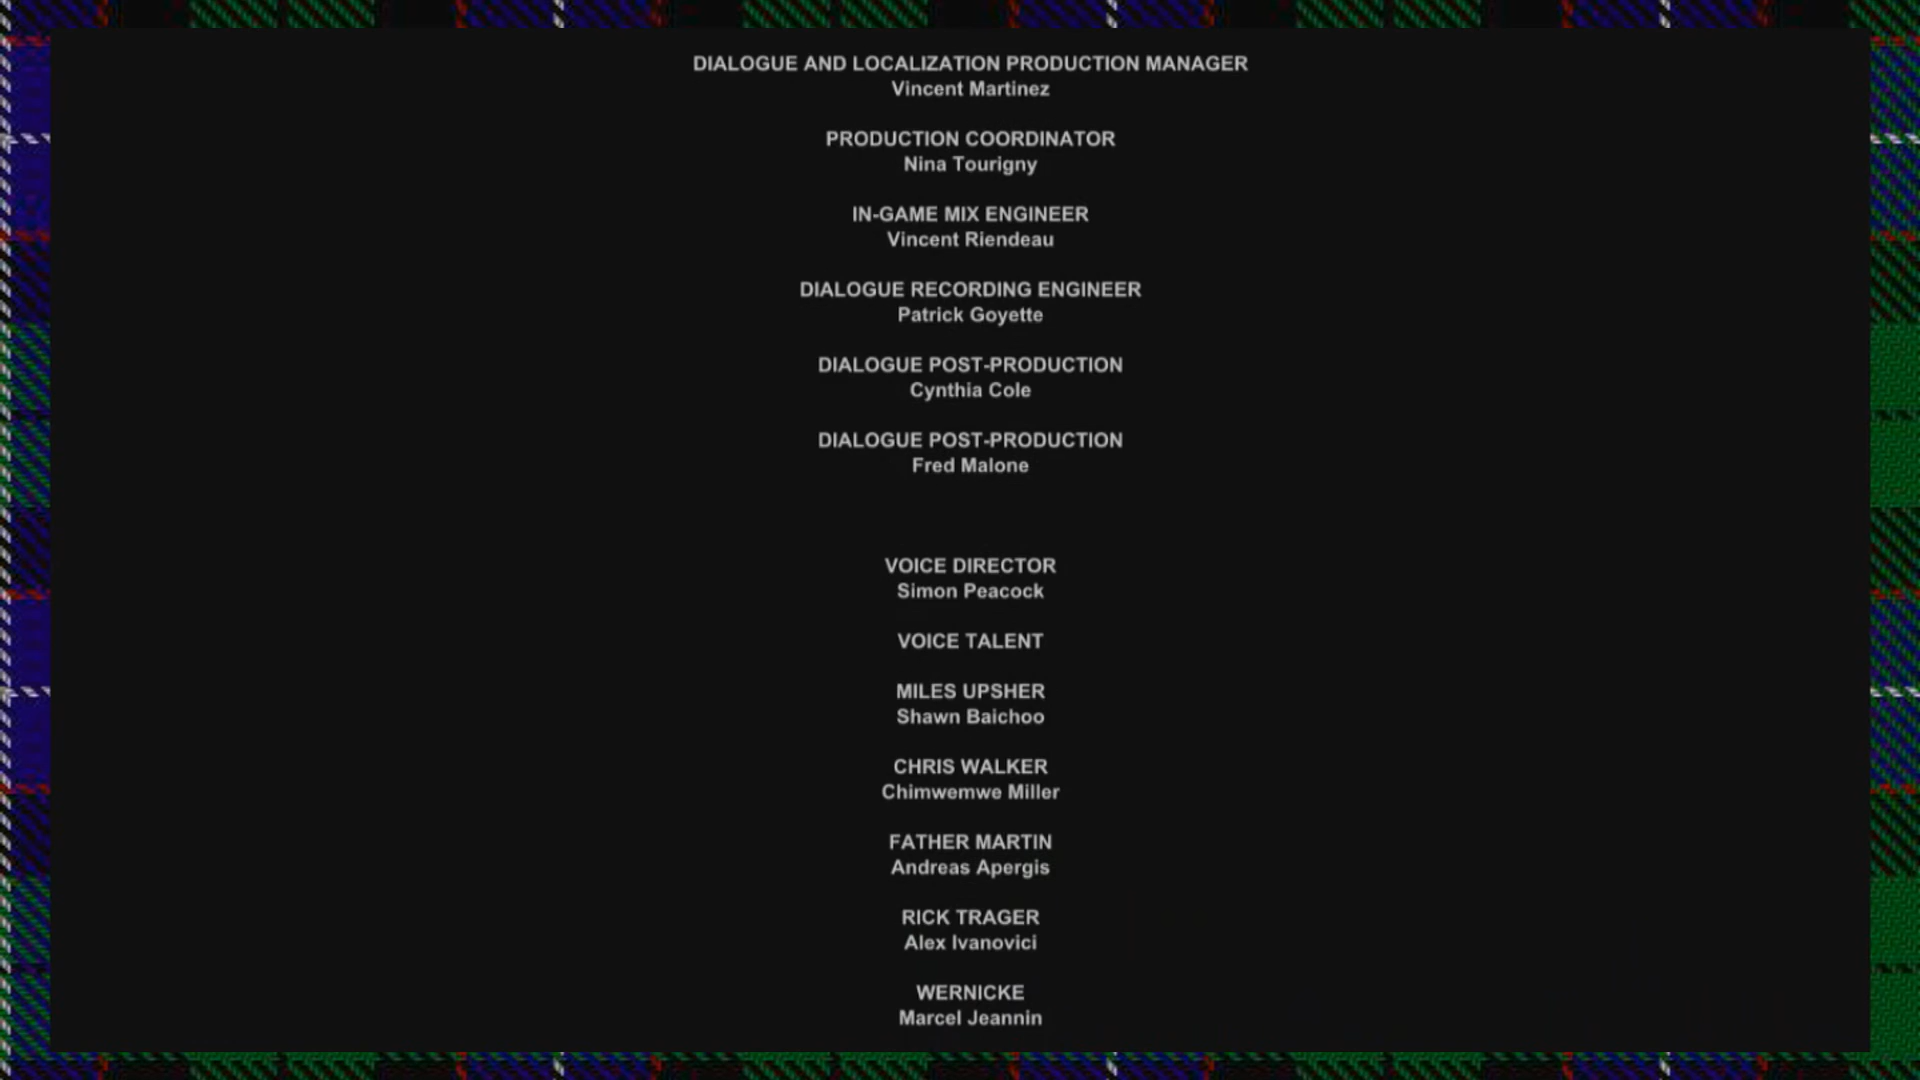 DIALOGUE AND LOCALIZATION PRODUCTION MANAGER
Vincent Martinez
PRODUCTION COORDINATOR
Nina Tourigny
IN-GAME MIX ENGINEER
Vincent Riendeau
DIALOGUE RECORDING ENGINEER
Patrick Goyette
DIALOGUE POST-PRODUCTION
Cynthia Cole
DIALOGUE POST-PRODUCTION
Fred Malone
VOICE DIRECTOR
Simon Peacock
VOICE TALENT
MILES UPSHER
Shawn Baichoo
CHRIS WALKER
Chimwemwe Miller
FATHER MARTIN
Andreas Apergis
RICK TRAGER
Alex Ivanovici
WERNICKE
Marcel Jeannin